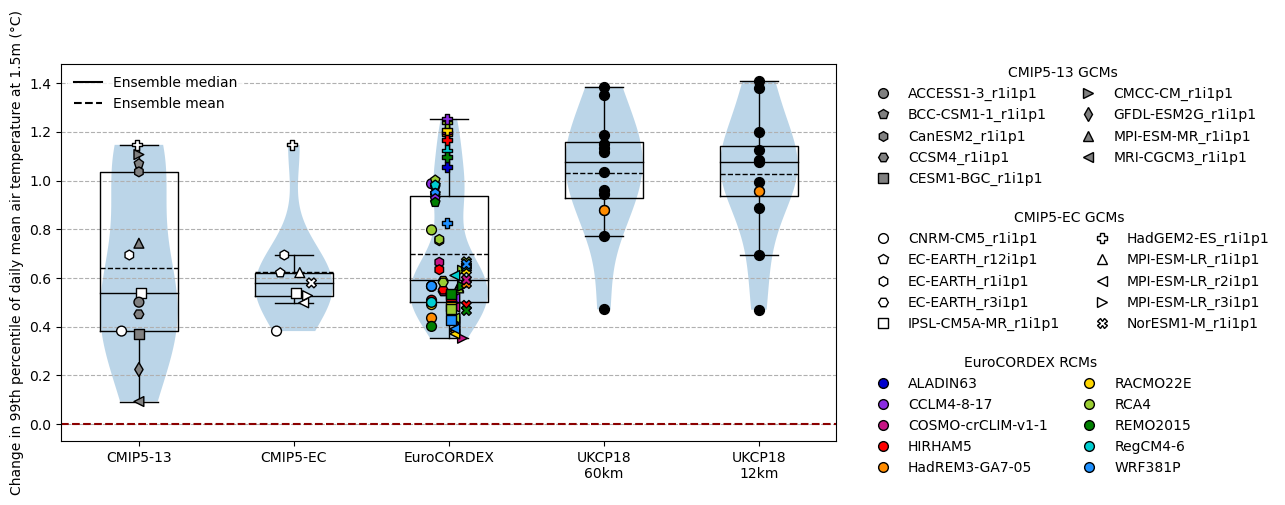 Change in 99th percentile of daily mean air temperature at 1.5m (°C)
1.4
1.2
1.0
0.8
0.6
0.4
0.2
0.0
Ensemble median
Ensemble mean
CMIP5-13
CMIP5-EC
EuroCORDEX
UKCP18
60km
UKCP18
12km
CMIP5-13 GCMs
ACCESS1-3_r1i1p1
BCC-CSM1-1_r1i1p1
CanESM2_r1i1p1
CCSM4_r1i1p1
CESM1-BGC_r1i1p1
CMCC-CM_r1i1p1
GFDL-ESM2G_r1i1p1
MPI-ESM-MR_r1i1p1
MRI-CGCM3_r1i1p1
CMIP5-EC GCMs
CNRM-CM5_r1i1p1
EC-EARTH_r12i1p1
EC-EARTH_r1i1p1
EC-EARTH_r3i1p1
IPSL-CM5A-MR_r1i1p1
HadGEM2-ES_r1i1p1
MPI-ESM-LR_r1i1p1
MPI-ESM-LR_r2i1p1
MPI-ESM-LR_r3i1p1
NorESM1-M_r1i1p1
EuroCORDEX RCMs
ALADIN63
CCLM4-8-17
COSMO-crCLIM-v1-1
HIRHAM5
HadREM3-GA7-05
RACMO22E
RCA4
REMO2015
RegCM4-6
WRF381P